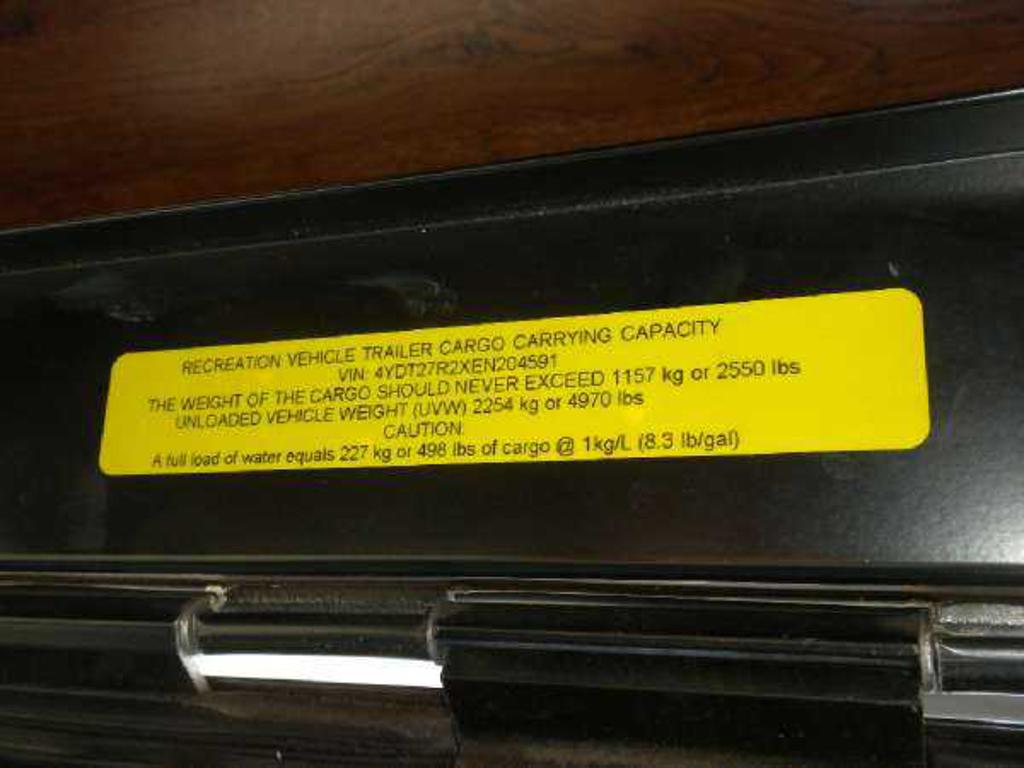 RECREATION VEHICLE TRAILER CARGO CARRYING CAPACITY
VIN: 4YDT27R2XEN204591
THE WEIGHT OF THE CARGO SHOULD NEVER EXCEED 1157 kg or 2550 lbs
UNLOADED VEHICLE WEIGHT (UVW) 2254 kg or 4970 lbs
CAUTION:
A full load of water equals 227 kg or 498 lbs of cargo @ 1kg/L (8.3 lb/gal)